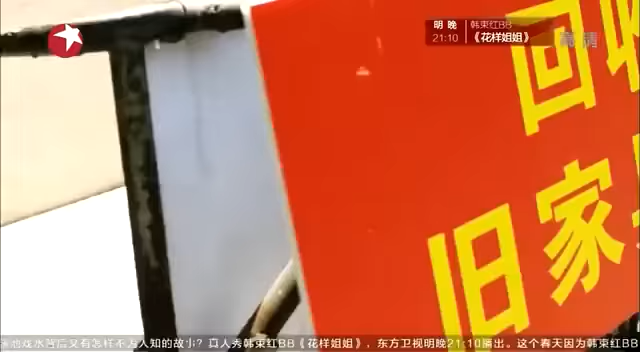 明晚 韩束红BB
21:10 《花样姐姐》
高清
回收
旧家
戏水背后又有怎样不为人知的故事？真人秀韩束红BB《花样姐姐》，东方卫视明晚21:10播出。这个春天因为韩束红BB